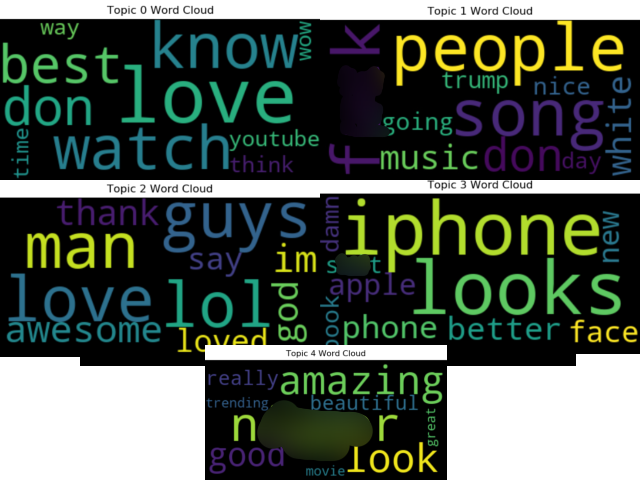 Topic 0 Word Cloud
way
know
wow
best
love
don
watch
youtube
time
think
Topic 1 Word Cloud
people
trump
nice
going
song
white
music
don
day
Topic 2 Word Cloud
thank
guys
man
say
im
love
lol
god
awesome
loved
Topic 3 Word Cloud
damn
iphone
new
looks
apple
book
phone
better
face
Topic 4 Word Cloud
really
amazing
trending
beautiful
great
good
look
movie